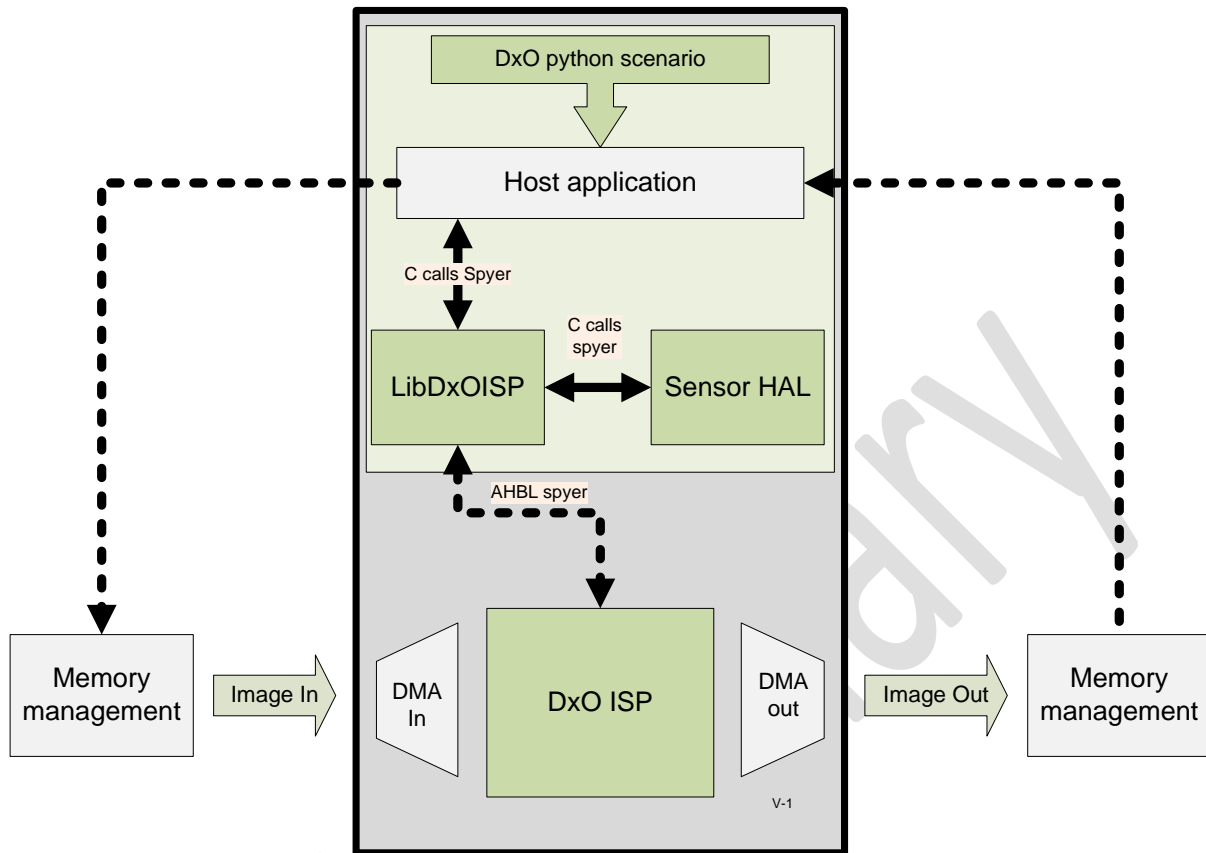 DxO python scenario
Host application
C calls Spyer
C calls
spyer
LibDxOISP
Sensor HAL
AHBL spyer
Memory
management
Image In
DMA
In
DxO ISP
DMA
out
Image Out
Memory
management
V-1